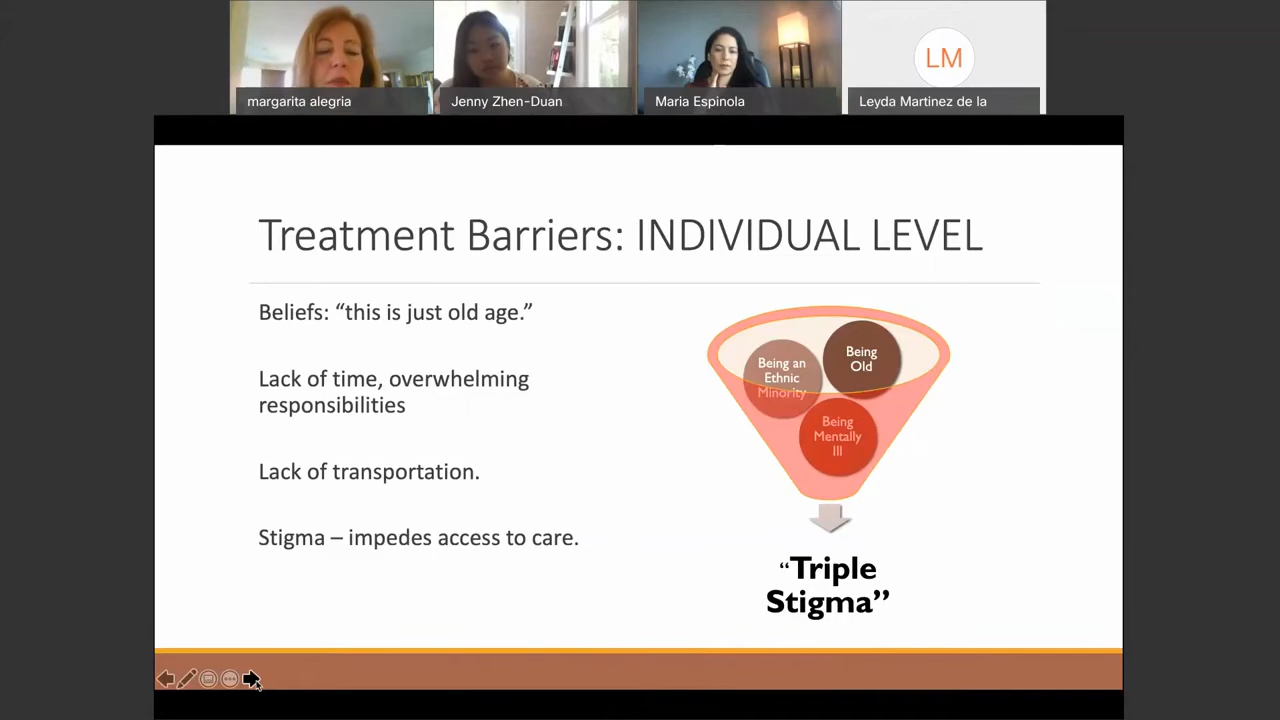 LM
margarita alegria
Jenny Zhen-Duan
Maria Espinola
Leyda Martinez de la
Treatment Barriers: INDIVIDUAL LEVEL
Beliefs: “this is just old age.”
Lack of time, overwhelming
responsibilities
Lack of transportation.
Stigma – impedes access to care.
Being an
Ethnic
Minority
Being
Old
Being
Mentally
Ill
“Triple
Stigma”